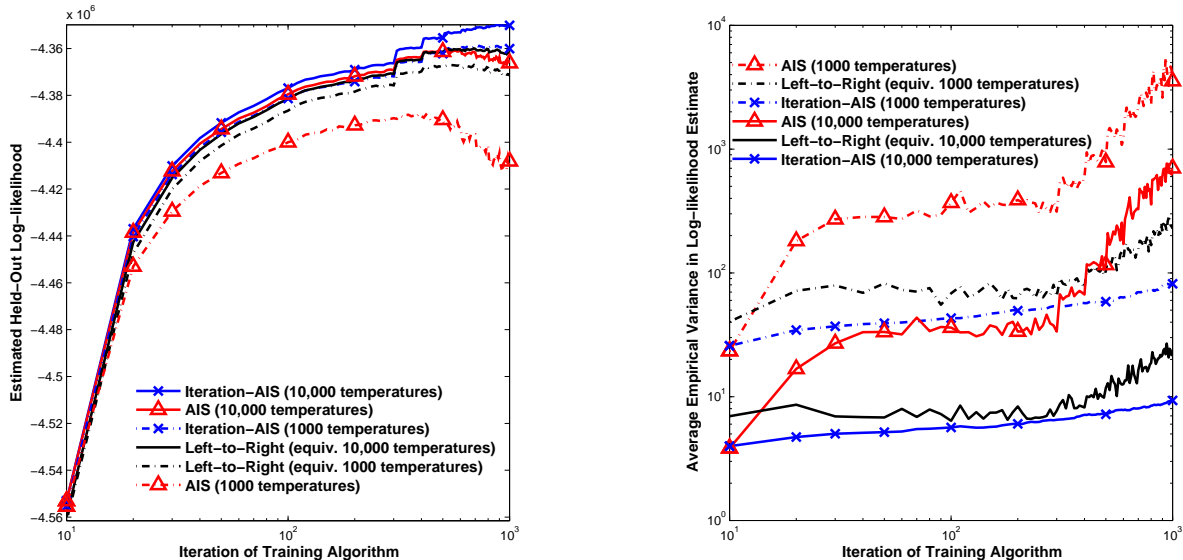 x 10^6
Estimated Held−Out Log−likelihood
−4.36
−4.38
−4.4
−4.42
−4.44
−4.46
−4.48
−4.5
−4.52
−4.54
−4.56
Iteration−AIS (10,000 temperatures)
AIS (10,000 temperatures)
Iteration−AIS (1000 temperatures)
Left−to−Right (equiv. 10,000 temperatures)
Left−to−Right (equiv. 1000 temperatures)
AIS (1000 temperatures)
10^1
10^2
10^3
Iteration of Training Algorithm
Average Empirical Variance in Log−likelihood Estimate
10^4
10^3
10^2
10^1
10^0
AIS (1000 temperatures)
Left−to−Right (equiv. 1000 temperatures)
Iteration−AIS (1000 temperatures)
AIS (10,000 temperatures)
Left−to−Right (equiv. 10,000 temperatures)
Iteration−AIS (10,000 temperatures)
10^1
10^2
10^3
Iteration of Training Algorithm